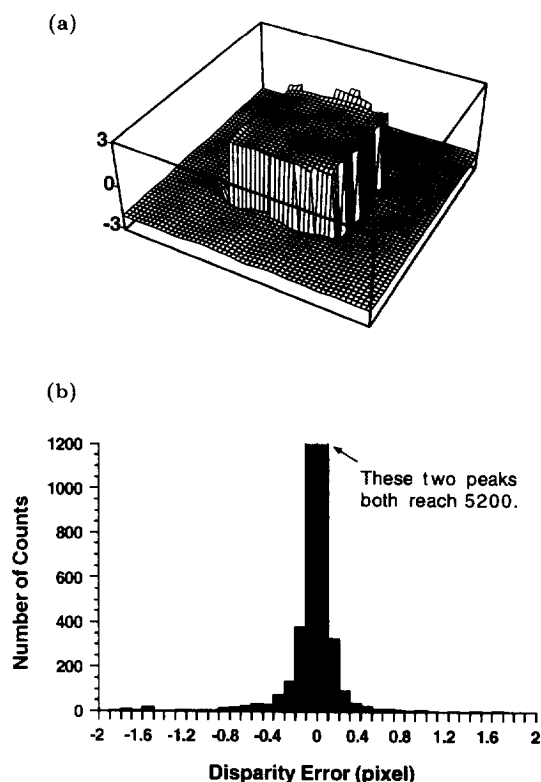 (a)
3
0
-3
(b)
1200
1000
800
600
400
200
0
Number of Counts
These two peaks
both reach 5200.
-2 -1.6 -1.2 -0.8 -0.4 0 0.4 0.8 1.2 1.6 2
Disparity Error (pixel)